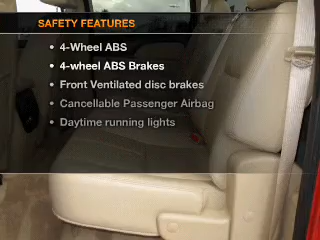 SAFETY FEATURES
• 4-Wheel ABS
• 4-wheel ABS Brakes
• Front Ventilated disc brakes
• Cancellable Passenger Airbag
• Daytime running lights